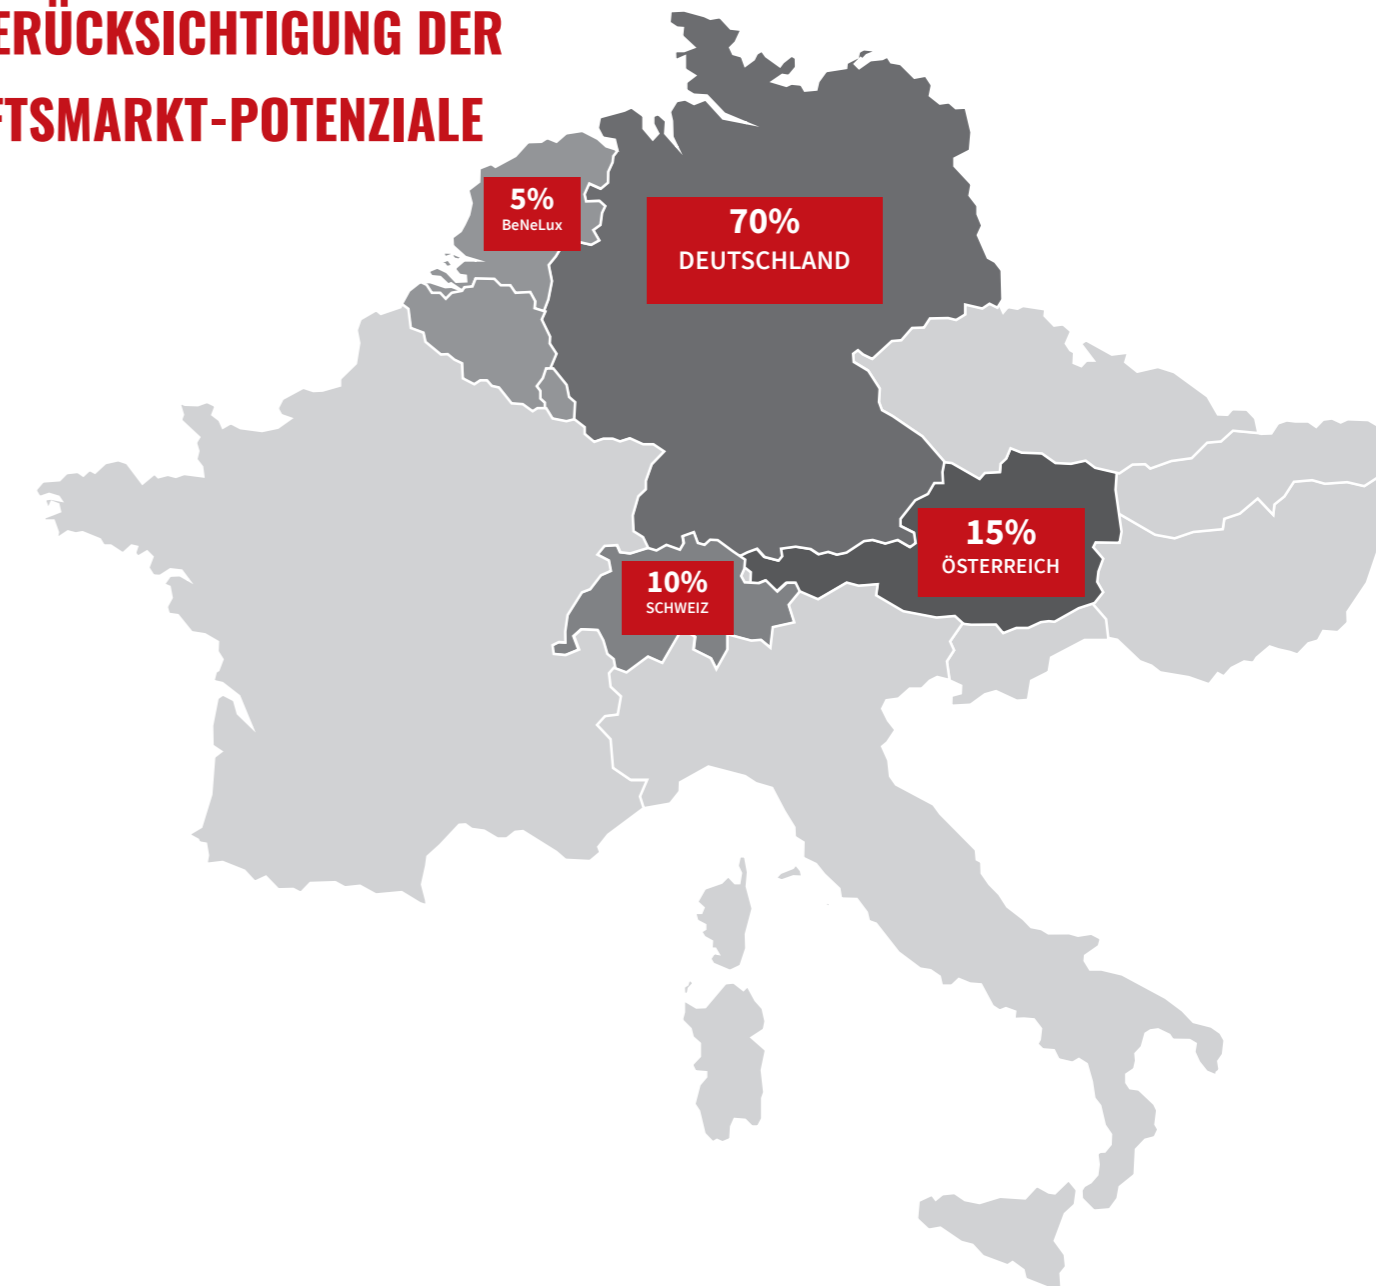 ERÜCKSICHTIGUNG DER
FTSMARKT-POTENZIALE
5%
BeNeLux
70%
DEUTSCHLAND
15%
ÖSTERREICH
10%
SCHWEIZ